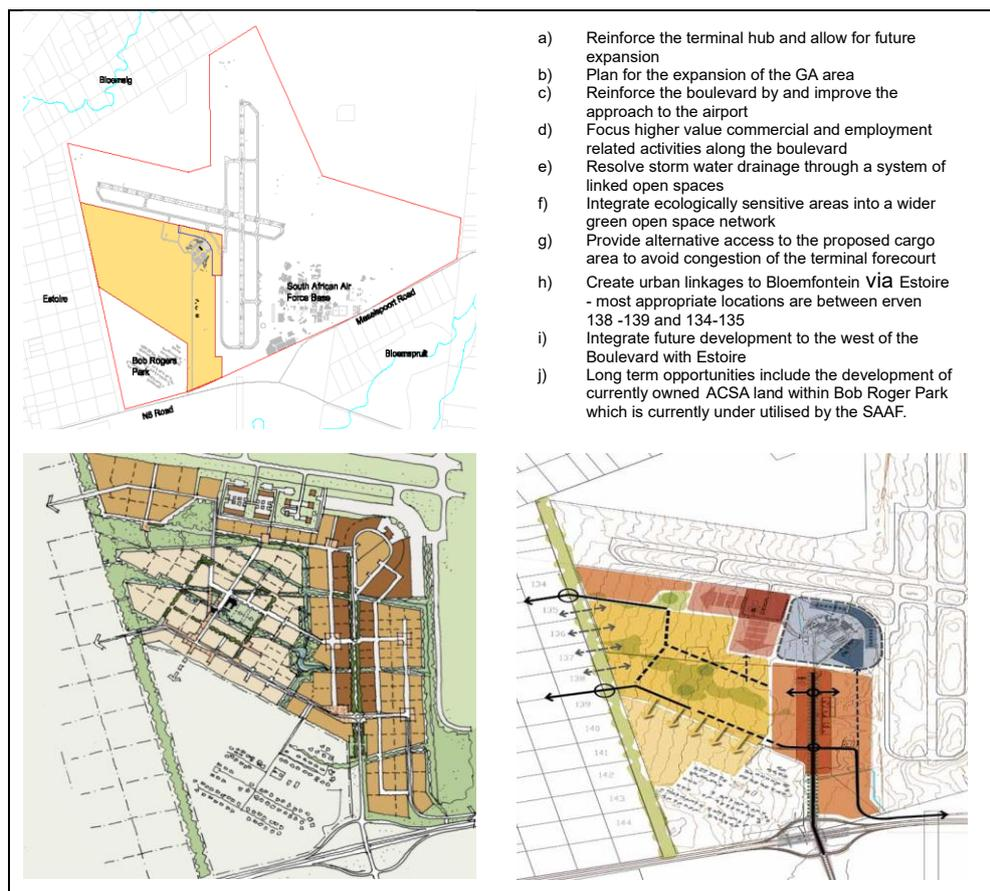 Bloemsig
Estoire
South African Air
Force Base
Maselspoort Road
Bloemspruit
Bob Rogers
Park
N8 Road
a) Reinforce the terminal hub and allow for future
expansion
b) Plan for the expansion of the GA area
c) Reinforce the boulevard by and improve the
approach to the airport
d) Focus higher value commercial and employment
related activities along the boulevard
e) Resolve storm water drainage through a system of
linked open spaces
f) Integrate ecologically sensitive areas into a wider
green open space network
g) Provide alternative access to the proposed cargo
area to avoid congestion of the terminal forecourt
h) Create urban linkages to Bloemfontein via Estoire
- most appropriate locations are between erven
138 -139 and 134-135
i) Integrate future development to the west of the
Boulevard with Estoire
j) Long term opportunities include the development of
currently owned ACSA land within Bob Roger Park
which is currently under utilised by the SAAF.
134
135
136
137
138
139
140
141
142
143
144